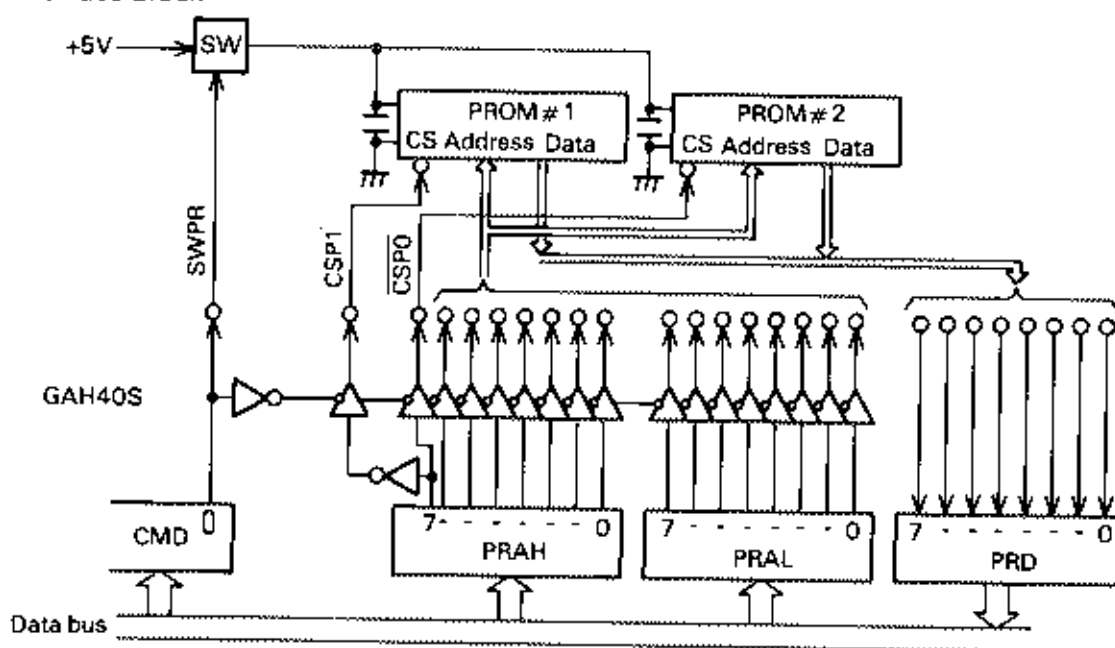 +5V
SW
PROM #1
CS Address Data
PROM #2
CS Address Data
SWPR
CSP1
CSP0
GAH40S
CMD
0
7 - - - - - - 0
PRAH
7 - - - - - - 0
PRAL
7 - - - - - - 0
PRD
Data bus